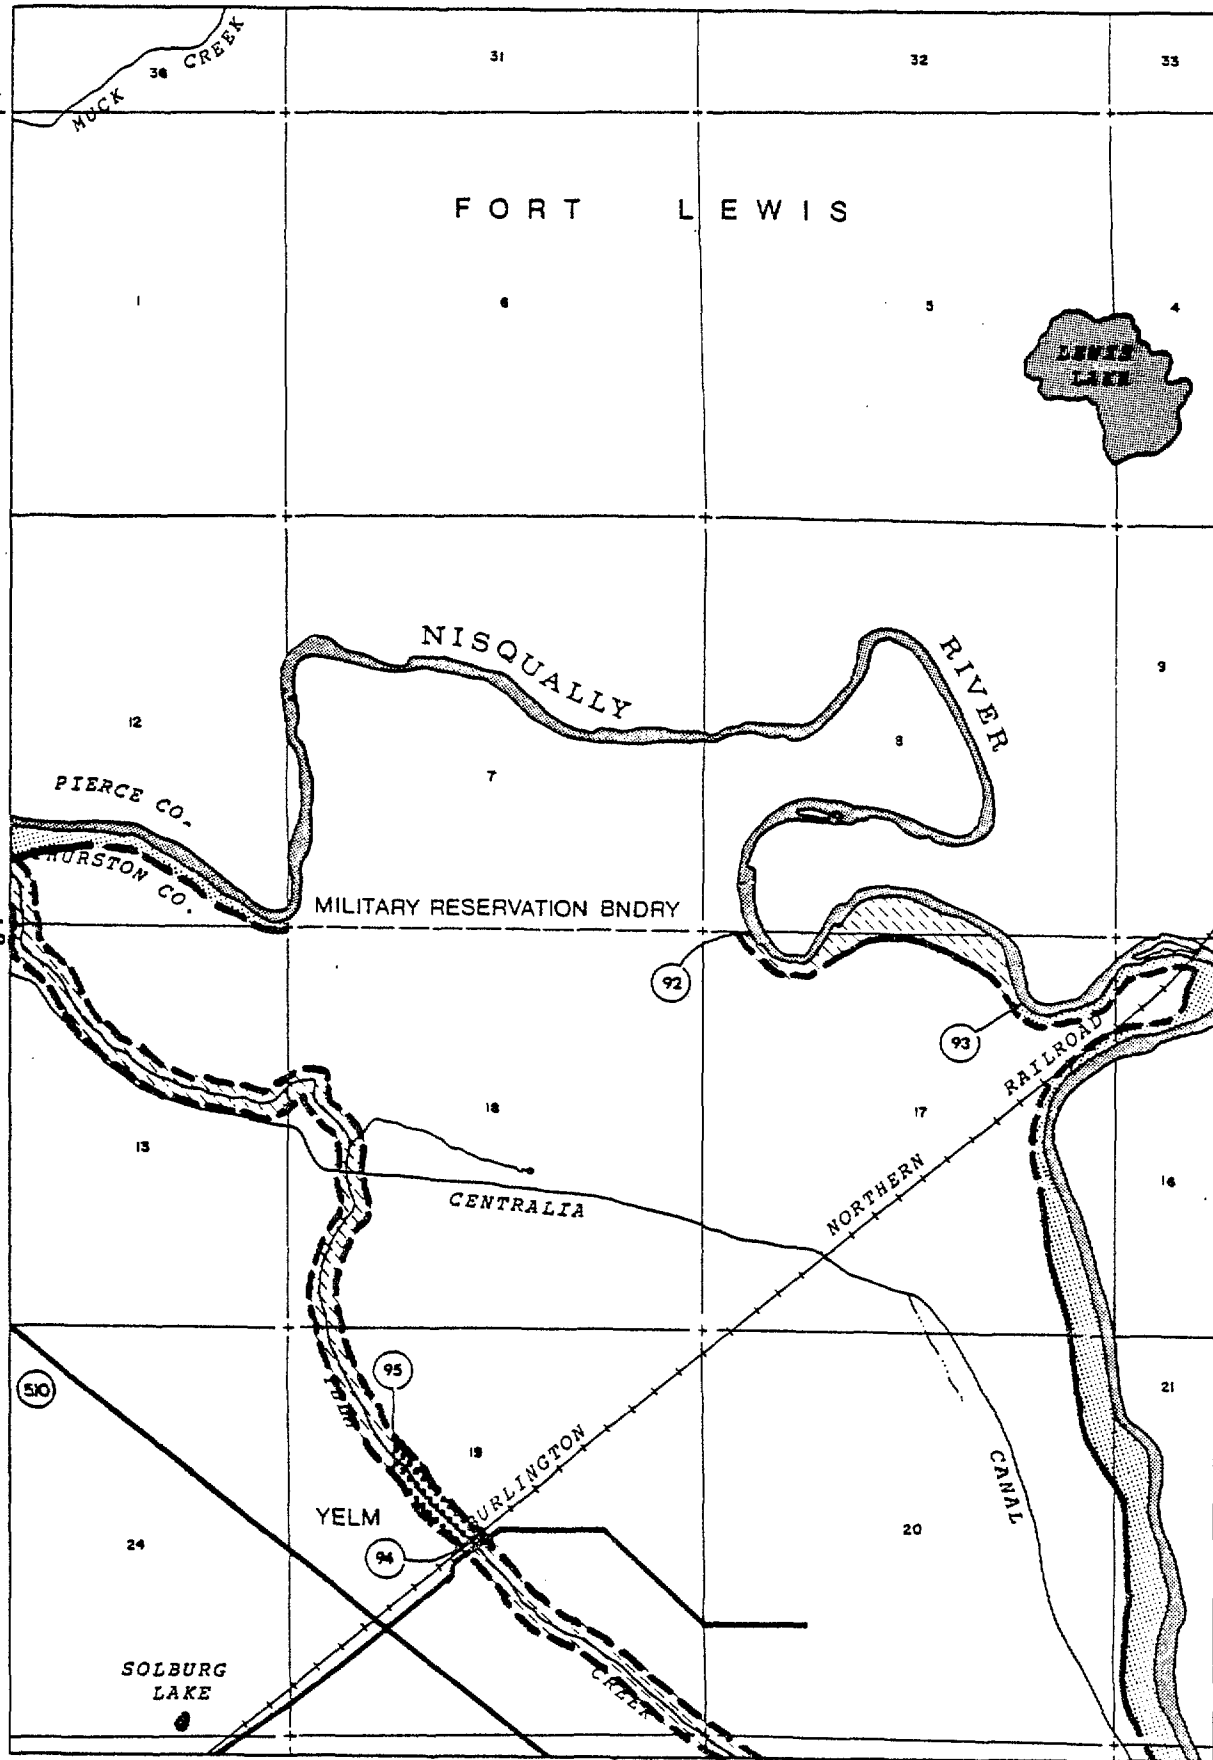 31
32
33
36
MUCK CREEK
FORT LEWIS
1
6
5
4
LEWIS
LAKE
NISQUALLY RIVER
9
12
7
8
PIERCE CO.
THURSTON CO.
MILITARY RESERVATION BNDRY
92
93
13
18
17
16
CENTRALIA CANAL
BURLINGTON NORTHERN RAILROAD
510
95
19
21
YELM
94
24
20
CREEK
SOLBURG
LAKE